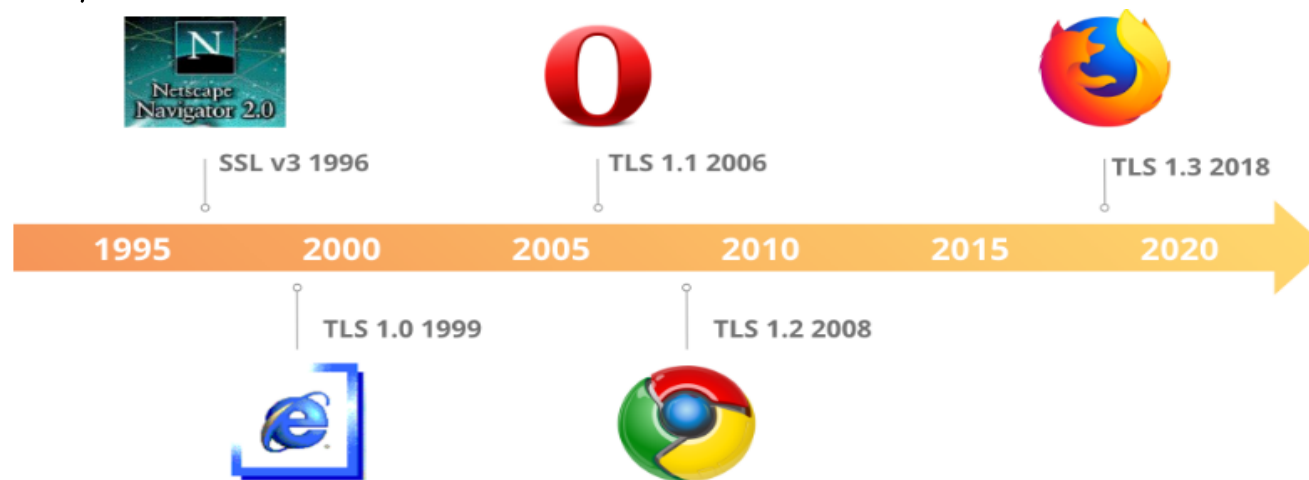 N
Netscape
Navigator 2.0
SSL v3 1996
TLS 1.1 2006
TLS 1.3 2018
1995 2000 2005 2010 2015 2020
TLS 1.0 1999
TLS 1.2 2008